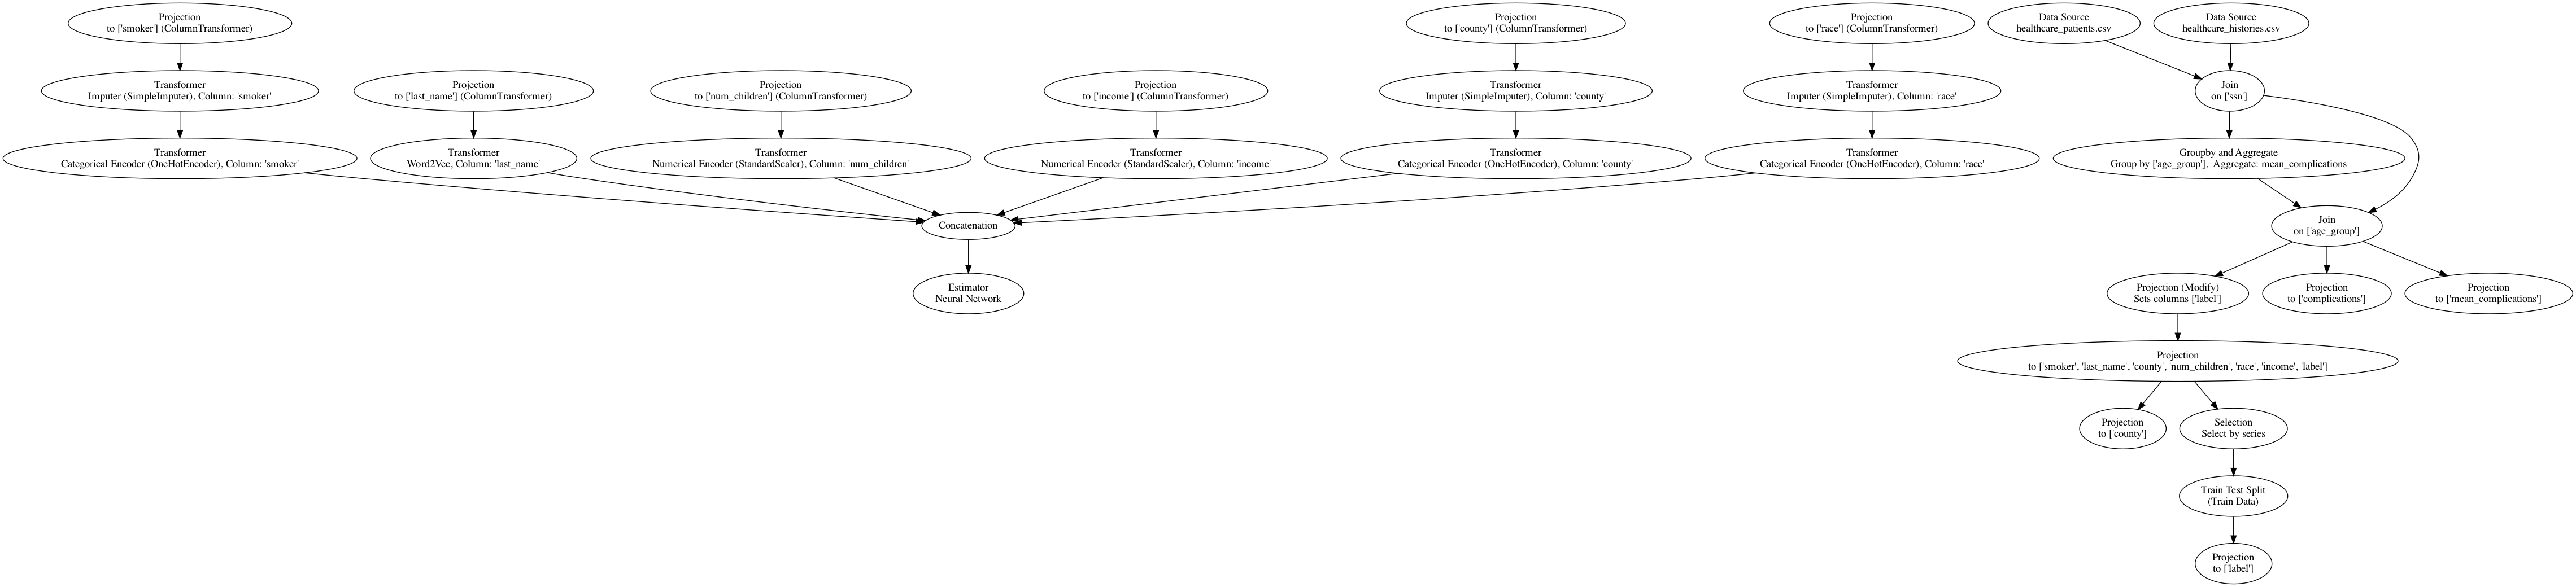 Projection
to ['smoker'] (ColumnTransformer)
Projection
to ['county'] (ColumnTransformer)
Projection
to ['race'] (ColumnTransformer)
Data Source
healthcare_patients.csv
Data Source
healthcare_histories.csv
Transformer
Imputer (SimpleImputer), Column: 'smoker'
Projection
to ['last_name'] (ColumnTransformer)
Projection
to ['num_children'] (ColumnTransformer)
Projection
to ['income'] (ColumnTransformer)
Transformer
Imputer (SimpleImputer), Column: 'county'
Transformer
Imputer (SimpleImputer), Column: 'race'
Join
on ['ssn']
Transformer
Categorical Encoder (OneHotEncoder), Column: 'smoker'
Transformer
Word2Vec, Column: 'last_name'
Transformer
Numerical Encoder (StandardScaler), Column: 'num_children'
Transformer
Numerical Encoder (StandardScaler), Column: 'income'
Transformer
Categorical Encoder (OneHotEncoder), Column: 'county'
Transformer
Categorical Encoder (OneHotEncoder), Column: 'race'
Groupby and Aggregate
Group by ['age_group'], Aggregate: mean_complications
Concatenation
Join
on ['age_group']
Estimator
Neural Network
Projection (Modify)
Sets columns ['label']
Projection
to ['complications']
Projection
to ['mean_complications']
Projection
to ['smoker', 'last_name', 'county', 'num_children', 'race', 'income', 'label']
Projection
to ['county']
Selection
Select by series
Train Test Split
(Train Data)
Projection
to ['label']